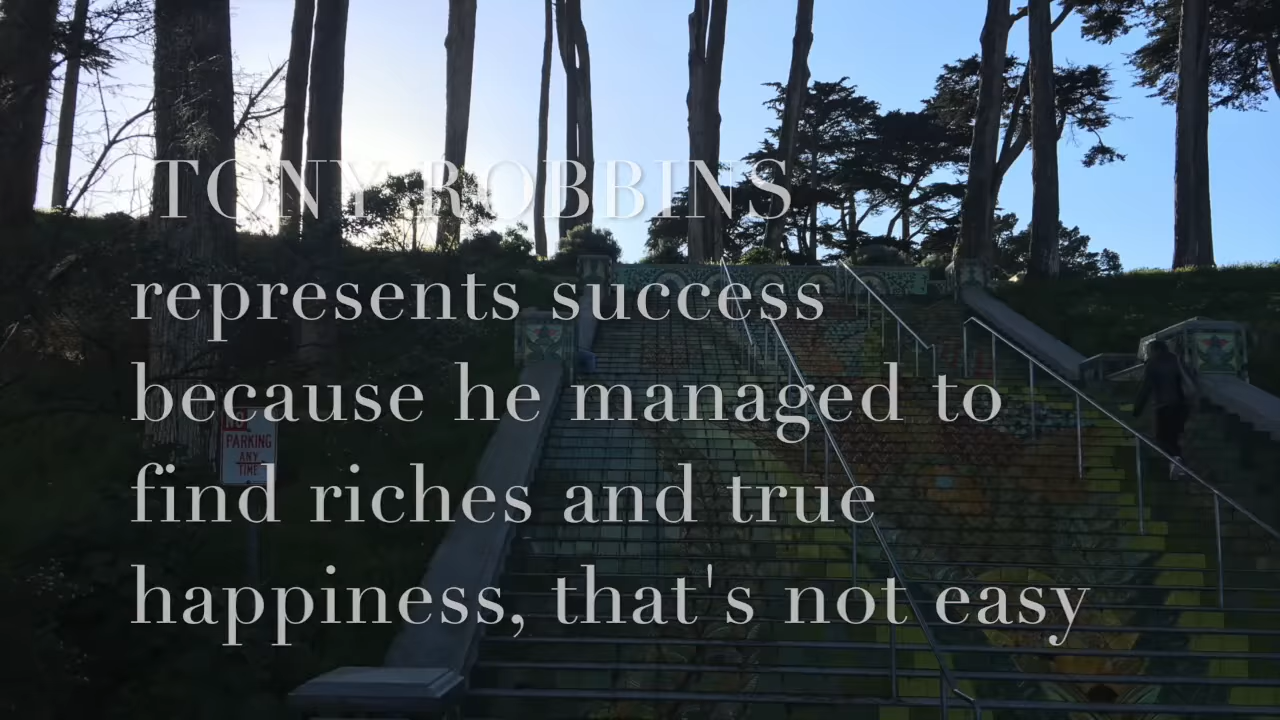 TONY ROBBINS
represents success
because he managed to
find riches and true
happiness, that's not easy
NO
PARKING
ANY
TIME